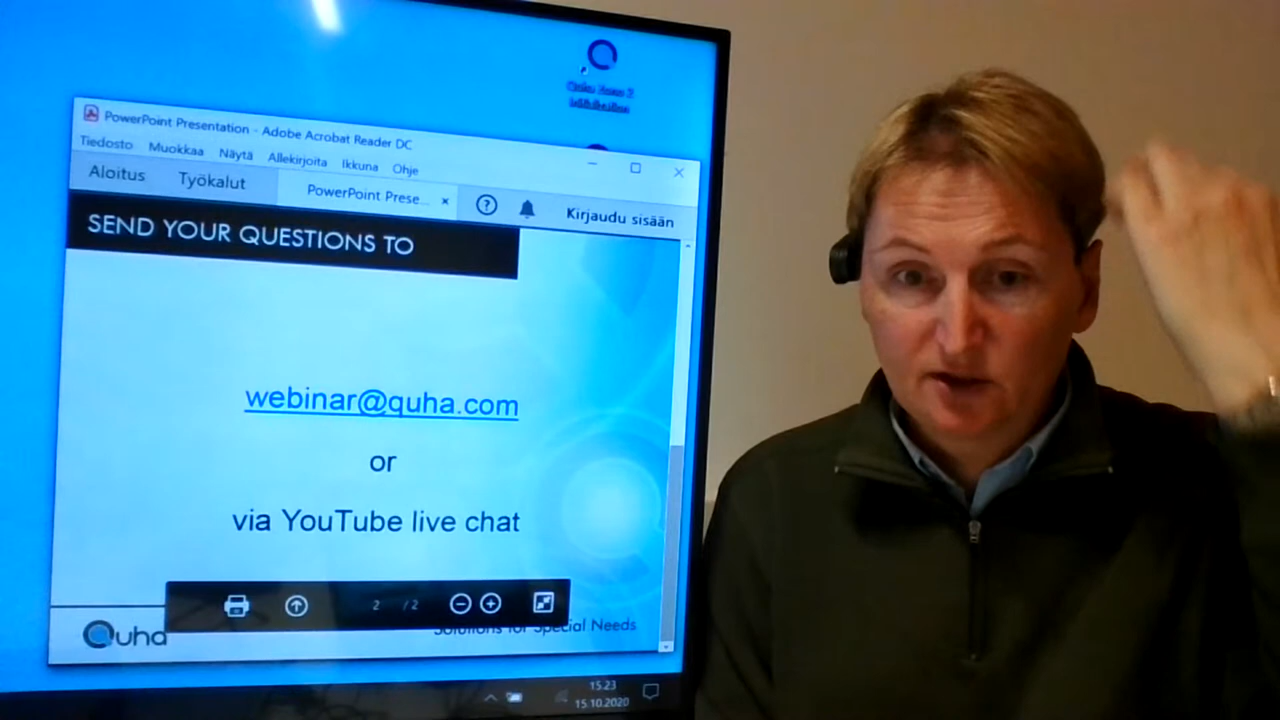 PowerPoint Presentation - Adobe Acrobat Reader DC
Tiedosto Muokkaa Näytä Allekirjoita Ikkuna Ohje
Aloitus Työkalut PowerPoint Prese... Kirjaudu sisään
SEND YOUR QUESTIONS TO
webinar@quha.com
or
via YouTube live chat
2 / 2
Quha Solutions for Special Needs
15.23
15.10.2020